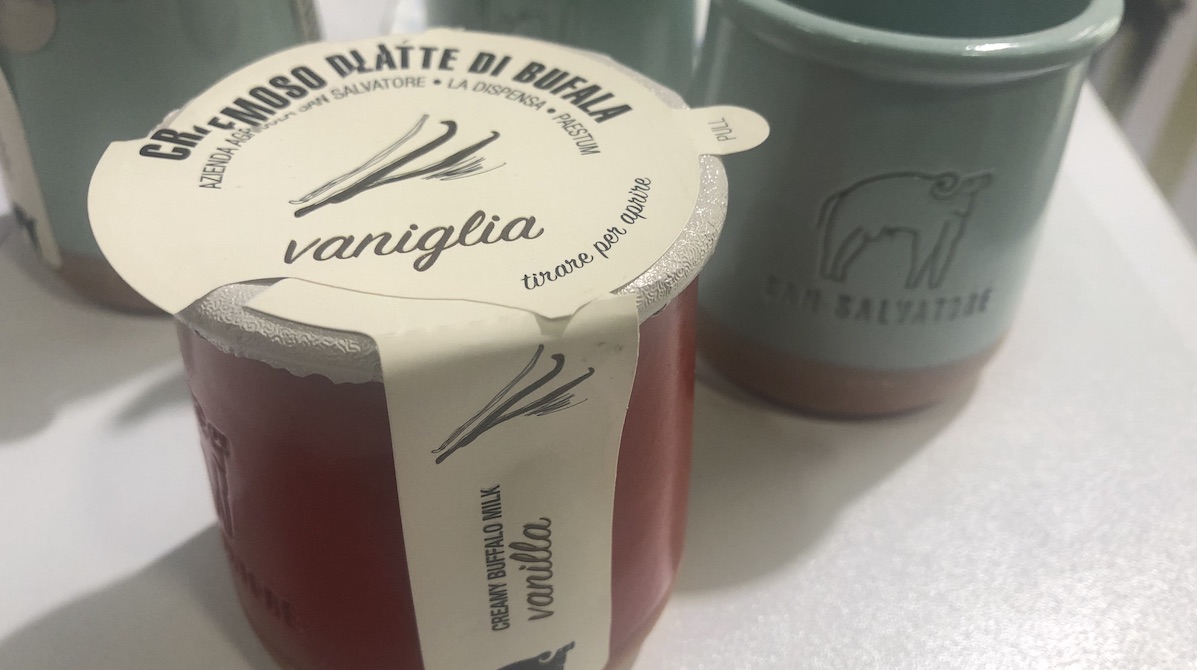 CREMOSO DI LATTE DI BUFALA
AZIENDA AGRICOLA SAN SALVATORE • LA DISPENSA • PAESTUM
PULL
vaniglia
tirare per aprire
SAN SALVATORE
CREAMY BUFFALO MILK
vanilla